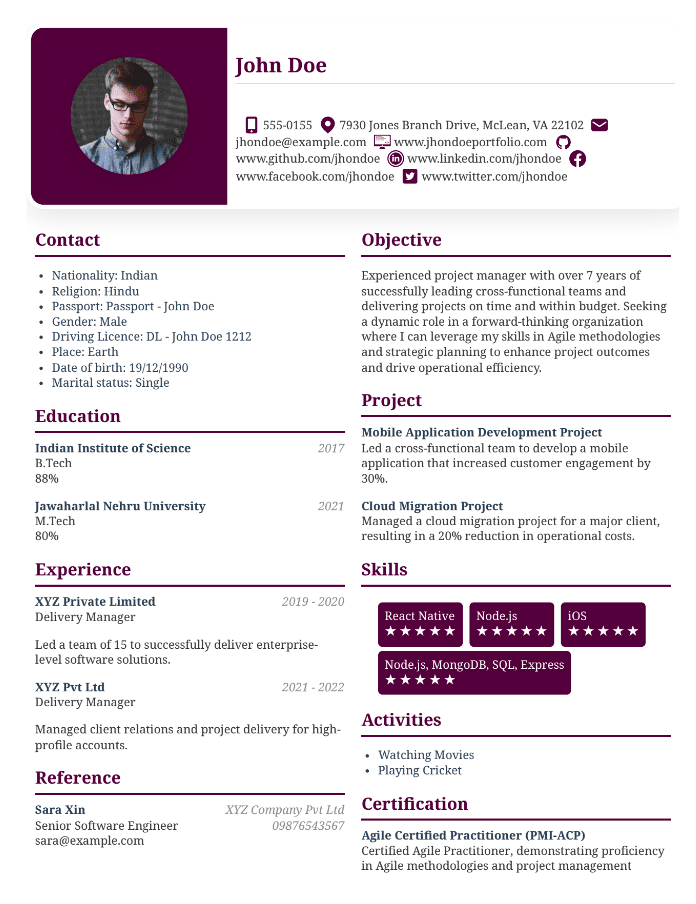 John Doe
555-0155 7930 Jones Branch Drive, McLean, VA 22102
jhondoe@example.com www.jhondoeportfolio.com
www.github.com/jhondoe in www.linkedin.com/jhondoe
www.facebook.com/jhondoe www.twitter.com/jhondoe
Contact
• Nationality: Indian
• Religion: Hindu
• Passport: Passport - John Doe
• Gender: Male
• Driving Licence: DL - John Doe 1212
• Place: Earth
• Date of birth: 19/12/1990
• Marital status: Single
Education
Indian Institute of Science 2017
B.Tech
88%
Jawaharlal Nehru University 2021
M.Tech
80%
Experience
XYZ Private Limited 2019 - 2020
Delivery Manager
Led a team of 15 to successfully deliver enterprise-
level software solutions.
XYZ Pvt Ltd 2021 - 2022
Delivery Manager
Managed client relations and project delivery for high-
profile accounts.
Reference
Sara Xin XYZ Company Pvt Ltd
Senior Software Engineer 09876543567
sara@example.com
Objective
Experienced project manager with over 7 years of
successfully leading cross-functional teams and
delivering projects on time and within budget. Seeking
a dynamic role in a forward-thinking organization
where I can leverage my skills in Agile methodologies
and strategic planning to enhance project outcomes
and drive operational efficiency.
Project
Mobile Application Development Project
Led a cross-functional team to develop a mobile
application that increased customer engagement by
30%.
Cloud Migration Project
Managed a cloud migration project for a major client,
resulting in a 20% reduction in operational costs.
Skills
React Native Node.js iOS
★★★★★ ★★★★★ ★★★★★
Node.js, MongoDB, SQL, Express
★★★★★
Activities
• Watching Movies
• Playing Cricket
Certification
Agile Certified Practitioner (PMI-ACP)
Certified Agile Practitioner, demonstrating proficiency
in Agile methodologies and project management